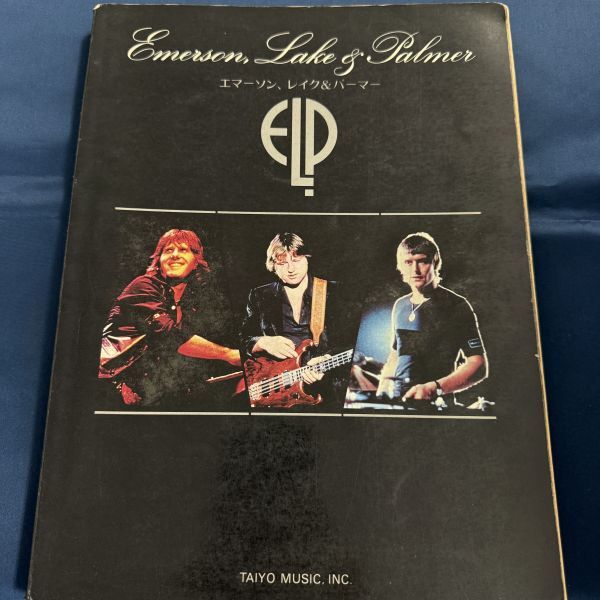 Emerson, Lake & Palmer
エマーソン、レイク&パーマー
ELP.
TAIYO MUSIC, INC.